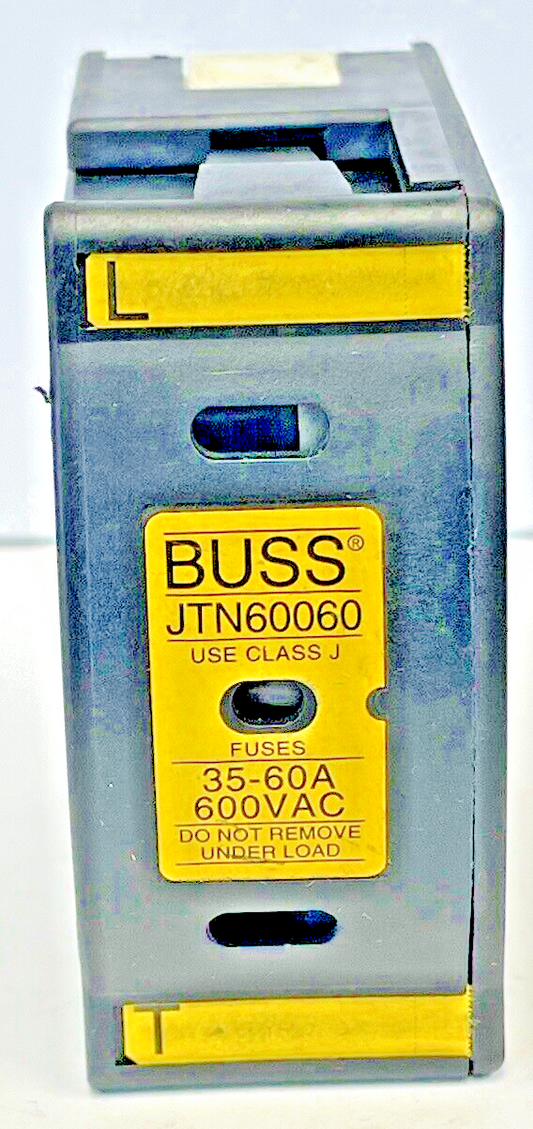 L
BUSS®
JTN60060
USE CLASS J
FUSES
35-60A
600VAC
DO NOT REMOVE
UNDER LOAD
T